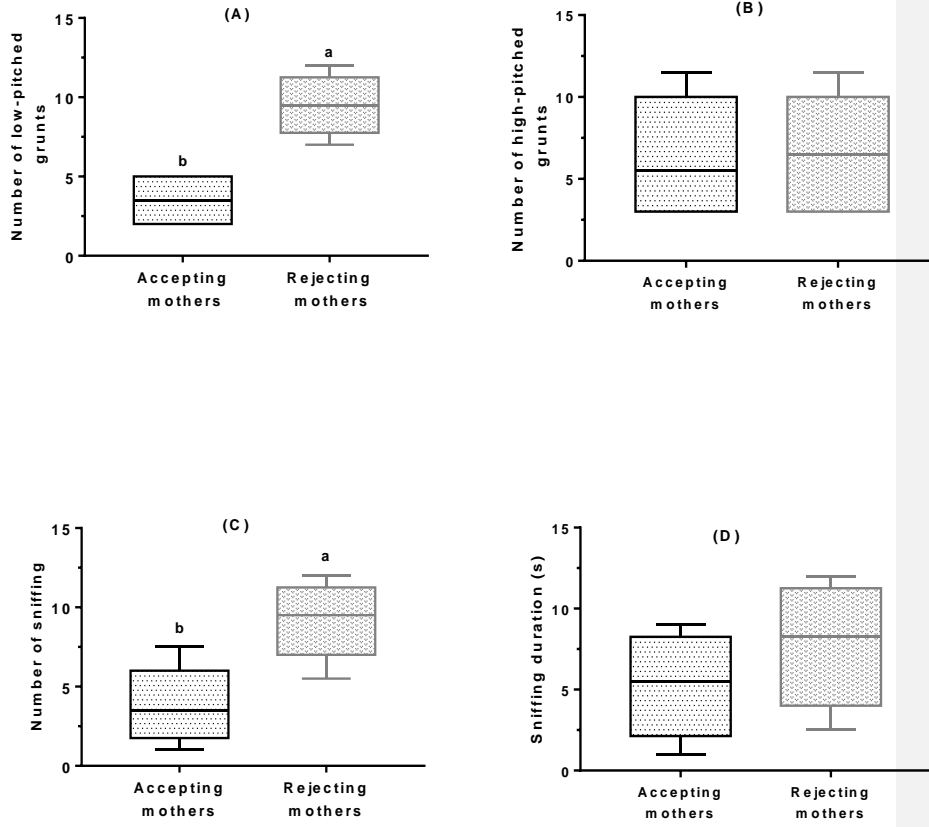 (A)
Number of low-pitched
grunts
15
10
5
0
a
b
Accepting
mothers
Rejecting
mothers
(B)
Number of high-pitched
grunts
15
10
5
0
Accepting
mothers
Rejecting
mothers
(C)
Number of sniffing
15
10
5
0
a
b
Accepting
mothers
Rejecting
mothers
(D)
Sniffing duration (s)
15
10
5
0
Accepting
mothers
Rejecting
mothers